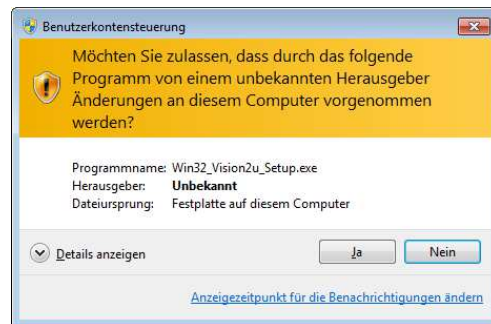 Benutzerkontensteuerung
Möchten Sie zulassen, dass durch das folgende
Programm von einem unbekannten Herausgeber
Änderungen an diesem Computer vorgenommen
werden?
Programmname: Win32_Vision2u_Setup.exe
Herausgeber: Unbekannt
Dateiursprung: Festplatte auf diesem Computer
Details anzeigen
Ja
Nein
Anzeigezeitpunkt für die Benachrichtigungen ändern